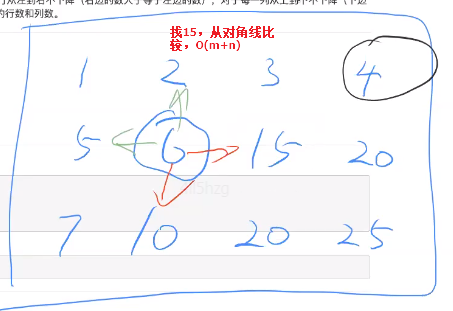 行从左到右不下降（右边的数大于等于左边的数），对于每一列从上到下不下降（下边
的行数和列数。
找15，从对角线比
较，O(m+n)
1 2 3 4
5 6 15 20
7 10 20 25